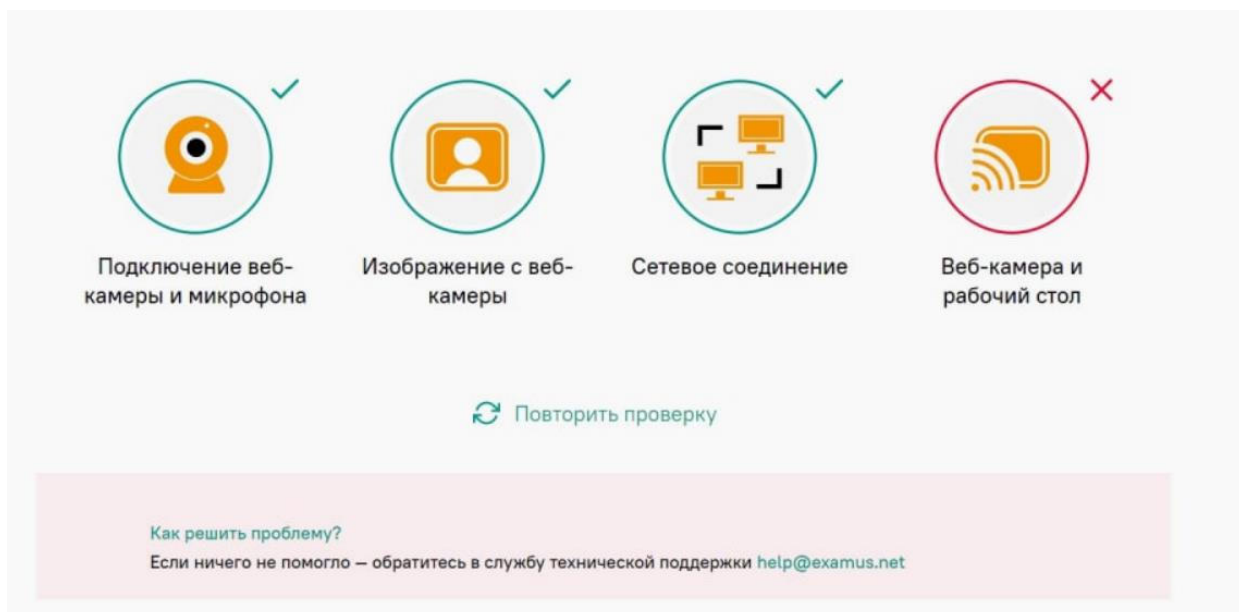 Подключение веб-
камеры и микрофона
Изображение с веб-
камеры
Сетевое соединение
Веб-камера и
рабочий стол
Повторить проверку
Как решить проблему?
Если ничего не помогло — обратитесь в службу технической поддержки help@examus.net